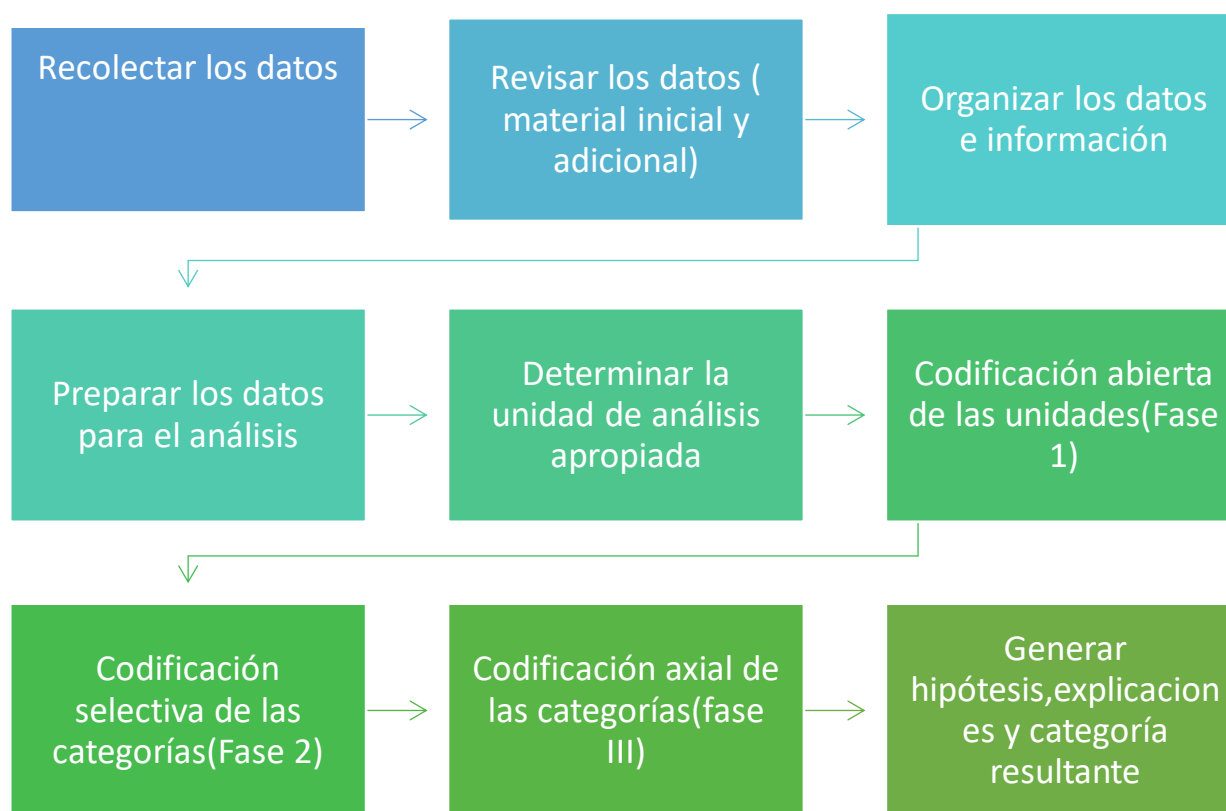 Recolectar los datos
Revisar los datos (
material inicial y
adicional)
Organizar los datos
e información
Preparar los datos
para el análisis
Determinar la
unidad de análisis
apropiada
Codificación abierta
de las unidades(Fase
1)
Codificación
selectiva de las
categorías(Fase 2)
Codificación axial de
las categorías(fase
III)
Generar
hipótesis,explicacion
es y categoría
resultante